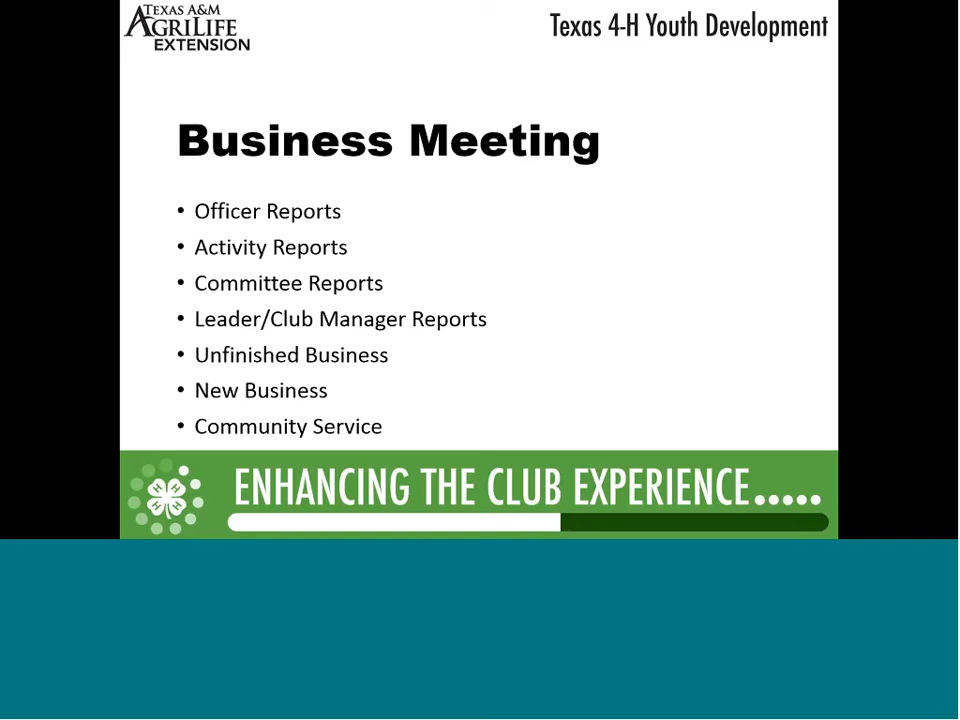 TEXAS A&M
AGRILIFE
EXTENSION
Texas 4-H Youth Development
Business Meeting
• Officer Reports
• Activity Reports
• Committee Reports
• Leader/Club Manager Reports
• Unfinished Business
• New Business
• Community Service
H H H H
ENHANCING THE CLUB EXPERIENCE.....